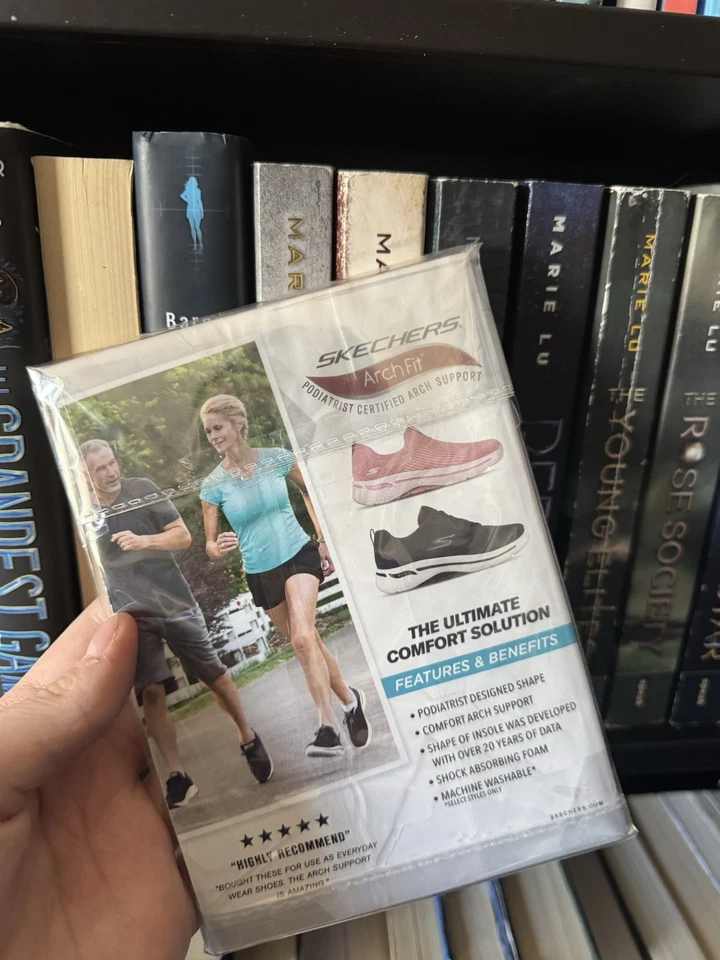 SKECHERS
Arch Fit
PODIATRIST CERTIFIED ARCH SUPPORT
THE ULTIMATE
COMFORT SOLUTION
FEATURES & BENEFITS
• PODIATRIST DESIGNED SHAPE
• COMFORT ARCH SUPPORT
• SHAPE OF INSOLE WAS DEVELOPED
WITH OVER 20 YEARS OF DATA
• SHOCK ABSORBING FOAM
• MACHINE WASHABLE*
*SELECT STYLES ONLY
SKECHERS.COM
"HIGHLY RECOMMEND"
"BOUGHT THESE FOR USE AS EVERYDAY
WEAR SHOES. THE ARCH SUPPORT
IS AMAZING."
GRANDEST
MAR
MA
MARIE LU
MARIE LU
THE YOUNG
THE ROSE SOCIETY